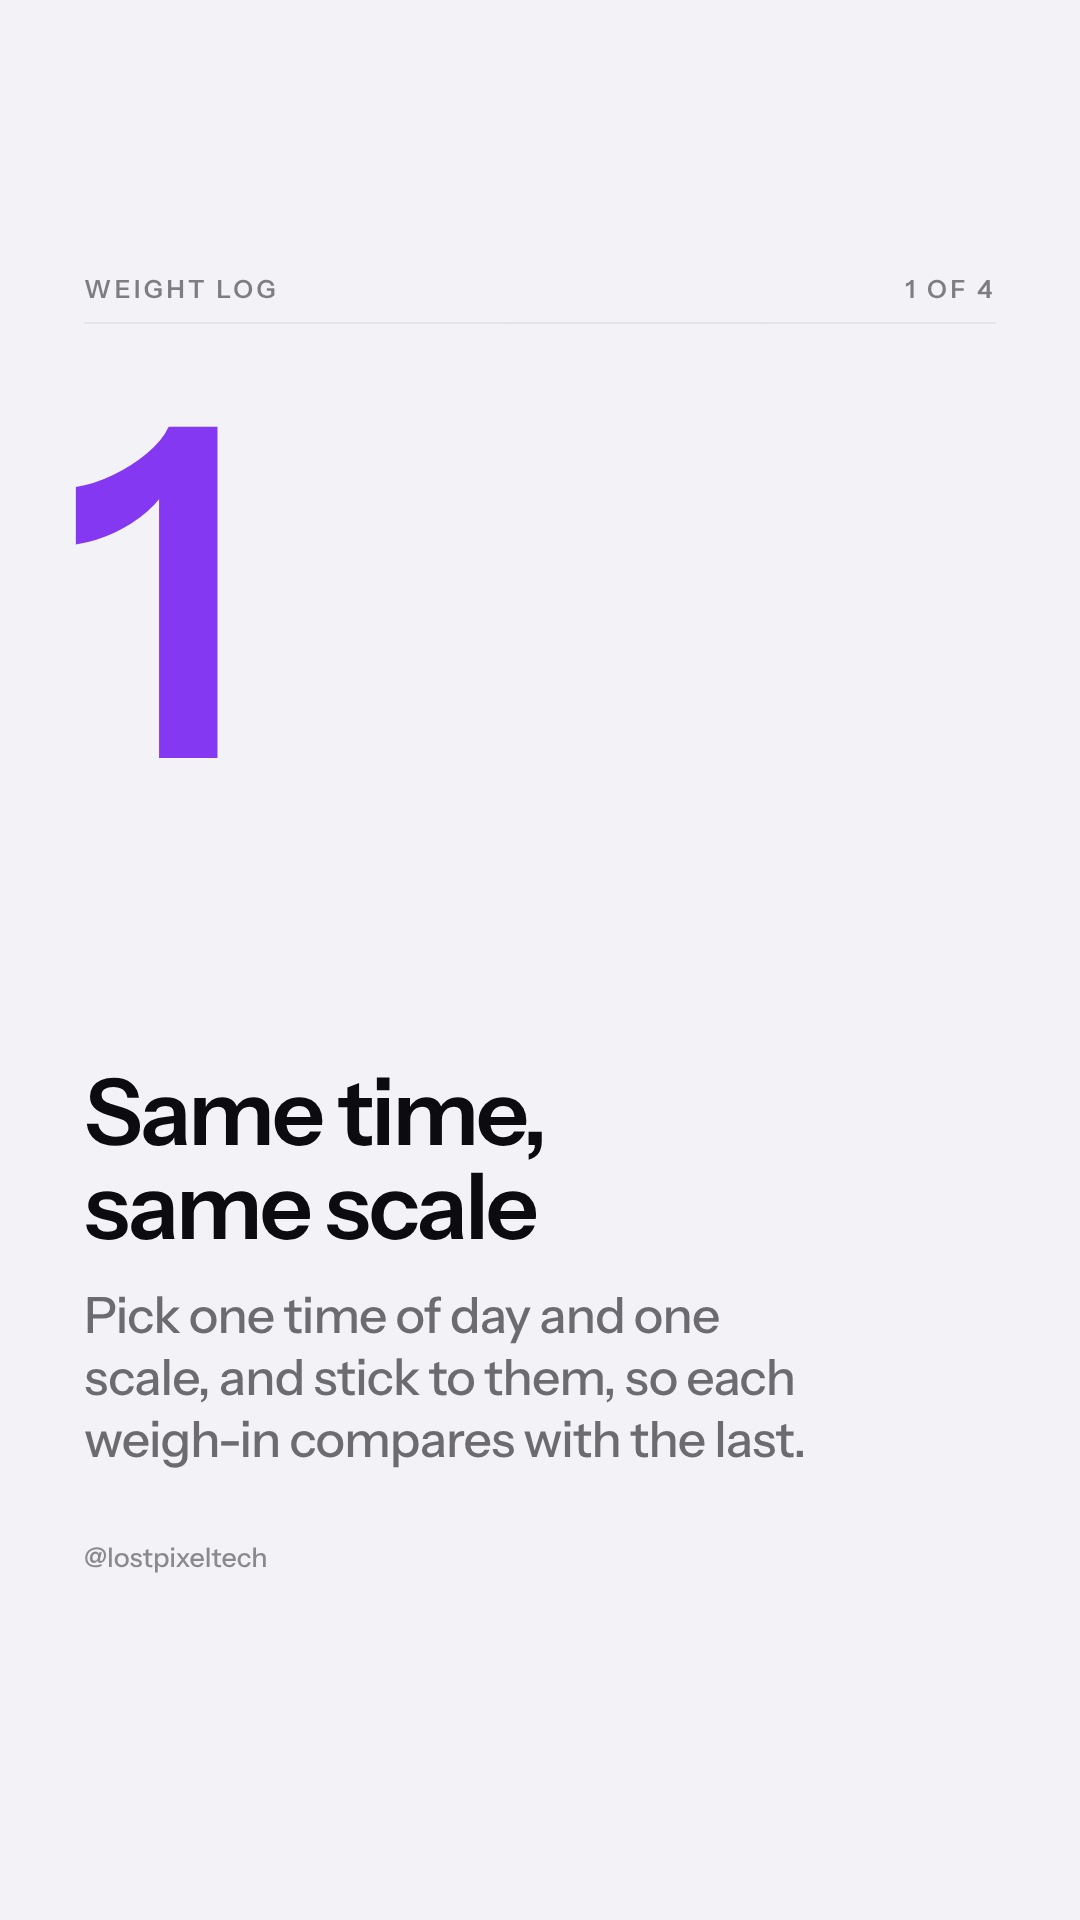 WEIGHT LOG
1 OF 4
1
Same time,
same scale
Pick one time of day and one
scale, and stick to them, so each
weigh-in compares with the last.
@lostpixeltech